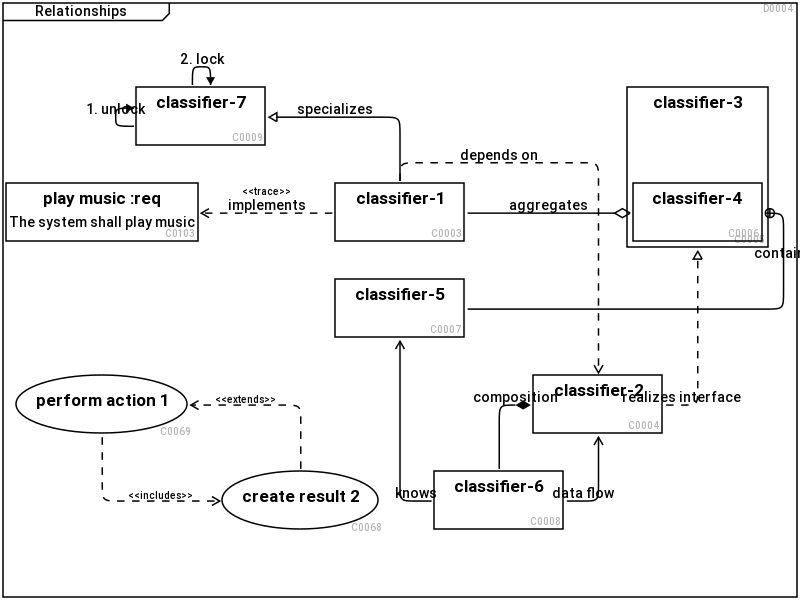 Relationships
D0004
2. lock
1. unlock
classifier-7
C0009
specializes
classifier-3
depends on
play music :req
The system shall play music
C0103
<<trace>>
implements
classifier-1
C0003
aggregates
classifier-4
C0006
contain
classifier-5
C0007
perform action 1
C0069
<<extends>>
composition
classifier-2
realizes interface
C0004
<<includes>>
create result 2
C0068
knows
classifier-6
C0008
data flow